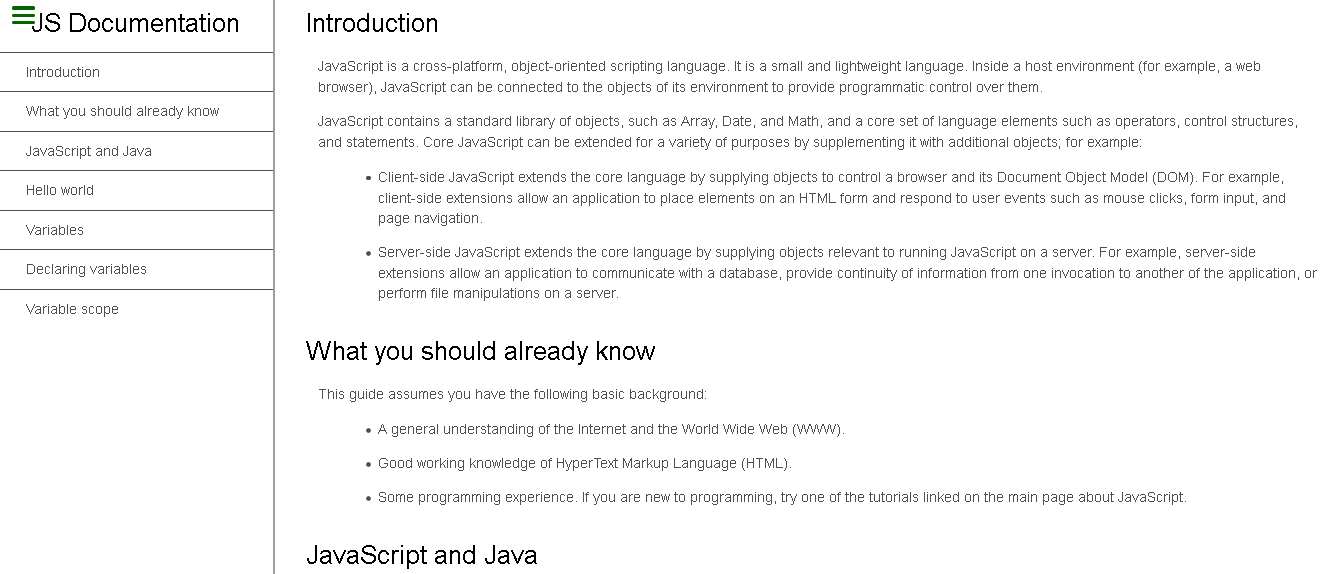 JS Documentation
Introduction
What you should already know
JavaScript and Java
Hello world
Variables
Declaring variables
Variable scope
Introduction
JavaScript is a cross-platform, object-oriented scripting language. It is a small and lightweight language. Inside a host environment (for example, a web
browser), JavaScript can be connected to the objects of its environment to provide programmatic control over them.
JavaScript contains a standard library of objects, such as Array, Date, and Math, and a core set of language elements such as operators, control structures,
and statements. Core JavaScript can be extended for a variety of purposes by supplementing it with additional objects; for example:
• Client-side JavaScript extends the core language by supplying objects to control a browser and its Document Object Model (DOM). For example,
client-side extensions allow an application to place elements on an HTML form and respond to user events such as mouse clicks, form input, and
page navigation.
• Server-side JavaScript extends the core language by supplying objects relevant to running JavaScript on a server. For example, server-side
extensions allow an application to communicate with a database, provide continuity of information from one invocation to another of the application, or
perform file manipulations on a server.
What you should already know
This guide assumes you have the following basic background:
• A general understanding of the Internet and the World Wide Web (WWW).
• Good working knowledge of HyperText Markup Language (HTML).
• Some programming experience. If you are new to programming, try one of the tutorials linked on the main page about JavaScript.
JavaScript and Java